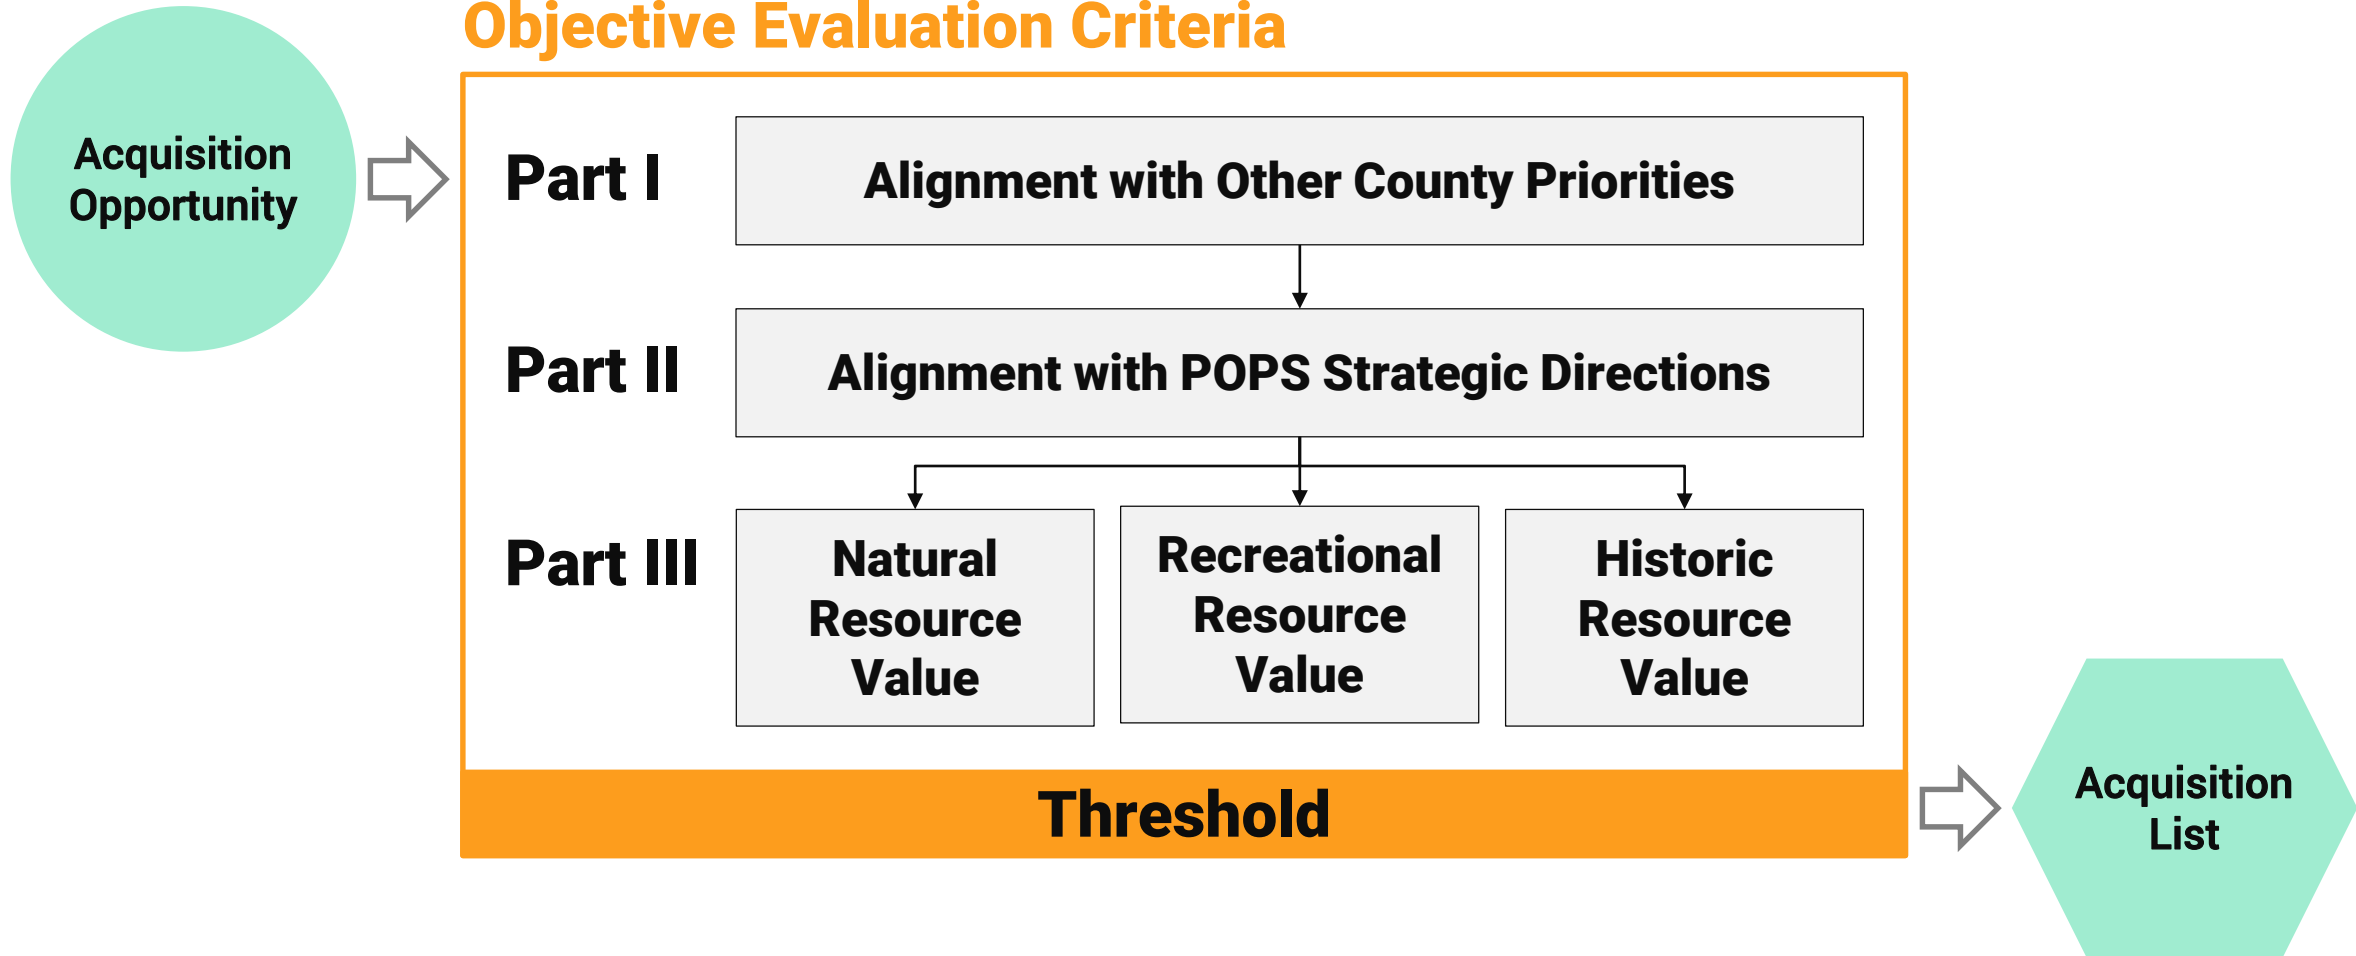 Objective Evaluation Criteria
Acquisition
Opportunity
Part I
Alignment with Other County Priorities
Part II
Alignment with POPS Strategic Directions
Part III
Natural
Resource
Value
Recreational
Resource
Value
Historic
Resource
Value
Threshold
Acquisition
List